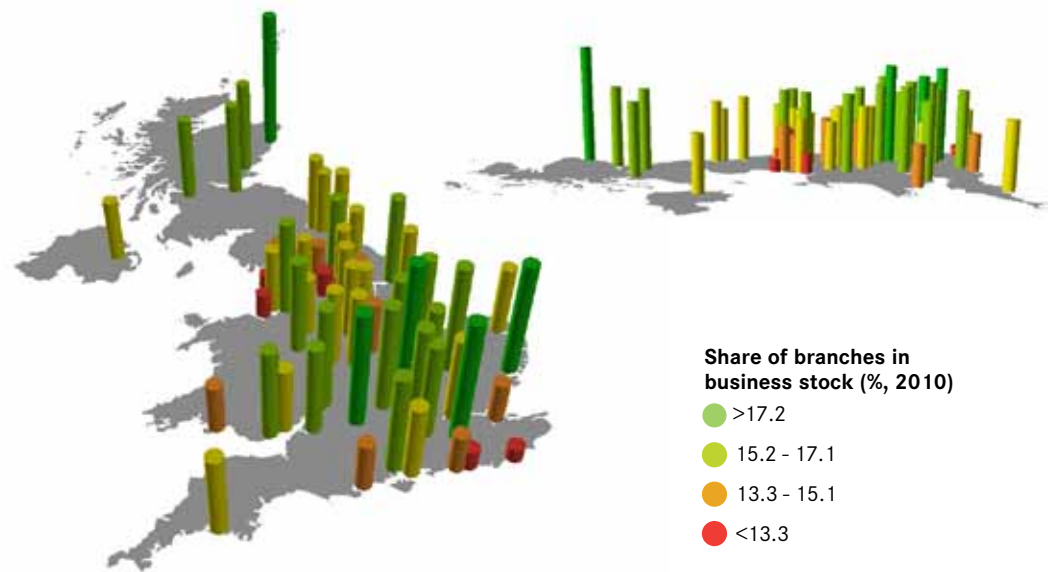 Share of branches in
business stock (%, 2010)
>17.2
15.2 - 17.1
13.3 - 15.1
<13.3